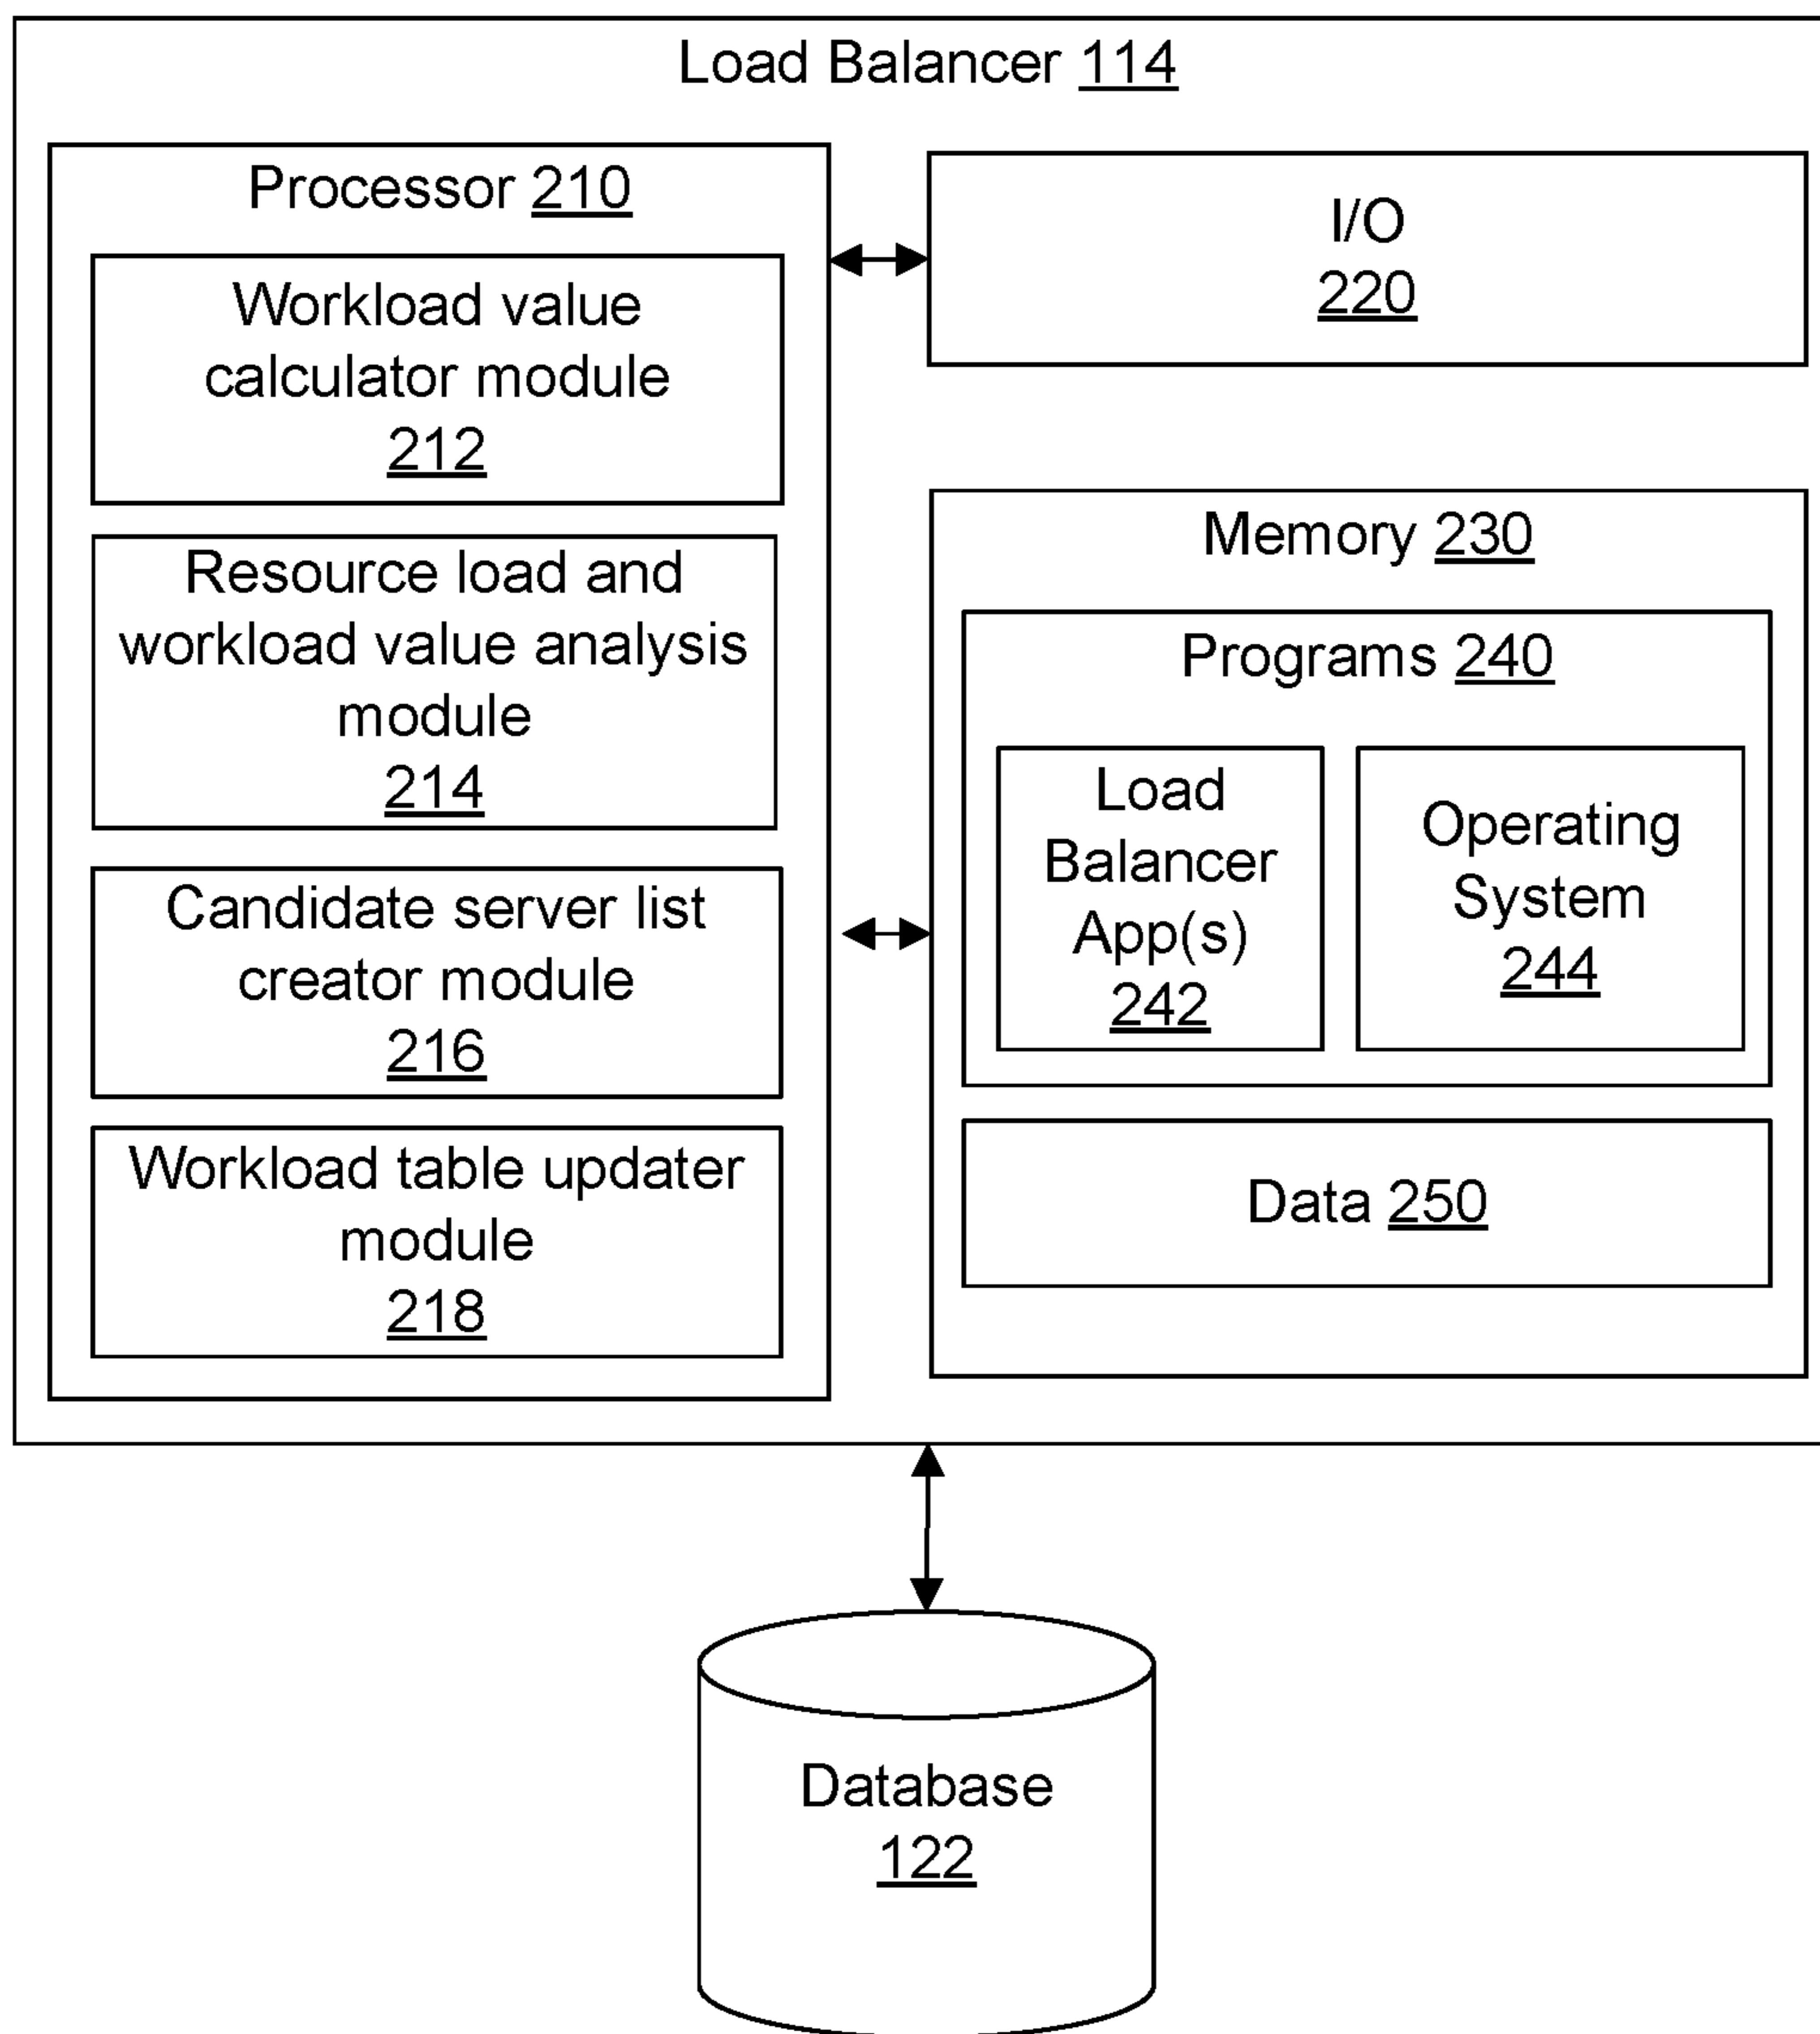 Load Balancer 114
Processor 210
Workload value
calculator module
212
Resource load and
workload value analysis
module
214
Candidate server list
creator module
216
Workload table updater
module
218
I/O
220
Memory 230
Programs 240
Load
Balancer
App(s)
242
Operating
System
244
Data 250
Database
122